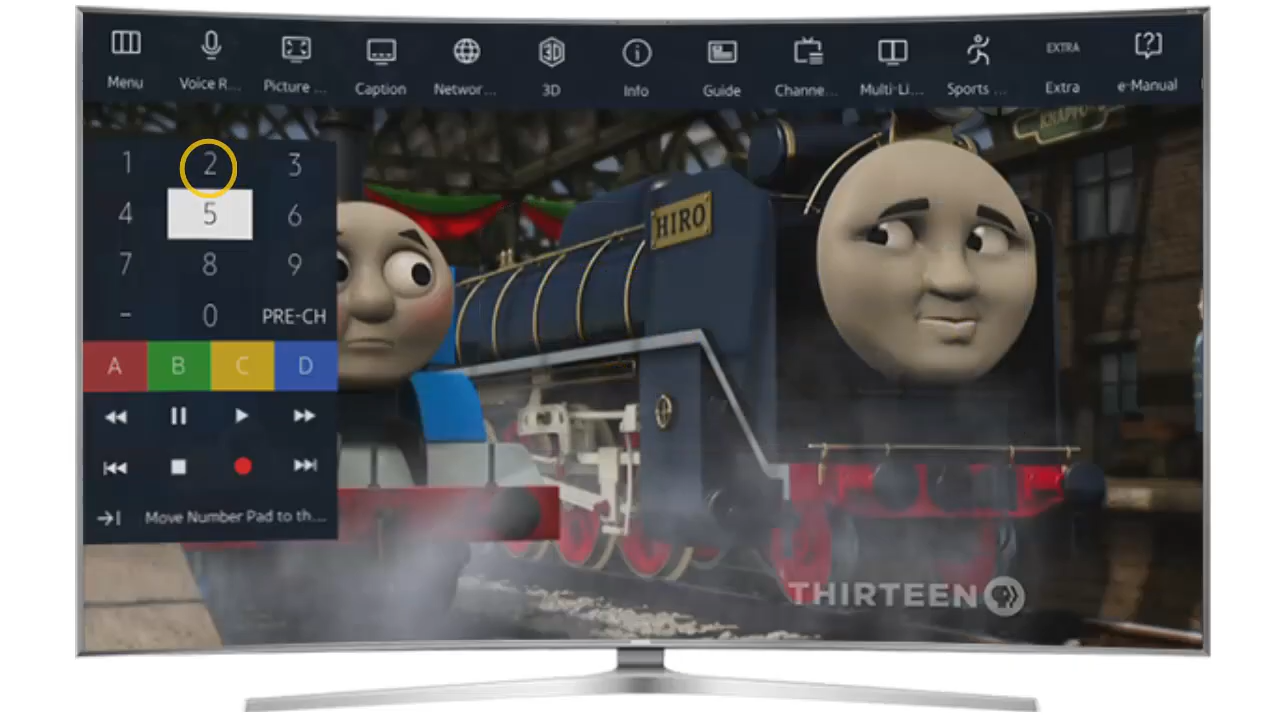 Menu
Voice R...
Picture ...
Caption
Networ...
3D
3D
Info
Guide
Channe...
Multi-Li...
Sports ...
EXTRA
Extra
e-Manual
1 2 3
4 5 6
7 8 9
- 0 PRE-CH
A B C D
Move Number Pad to th...
HIRO
THIRTEEN